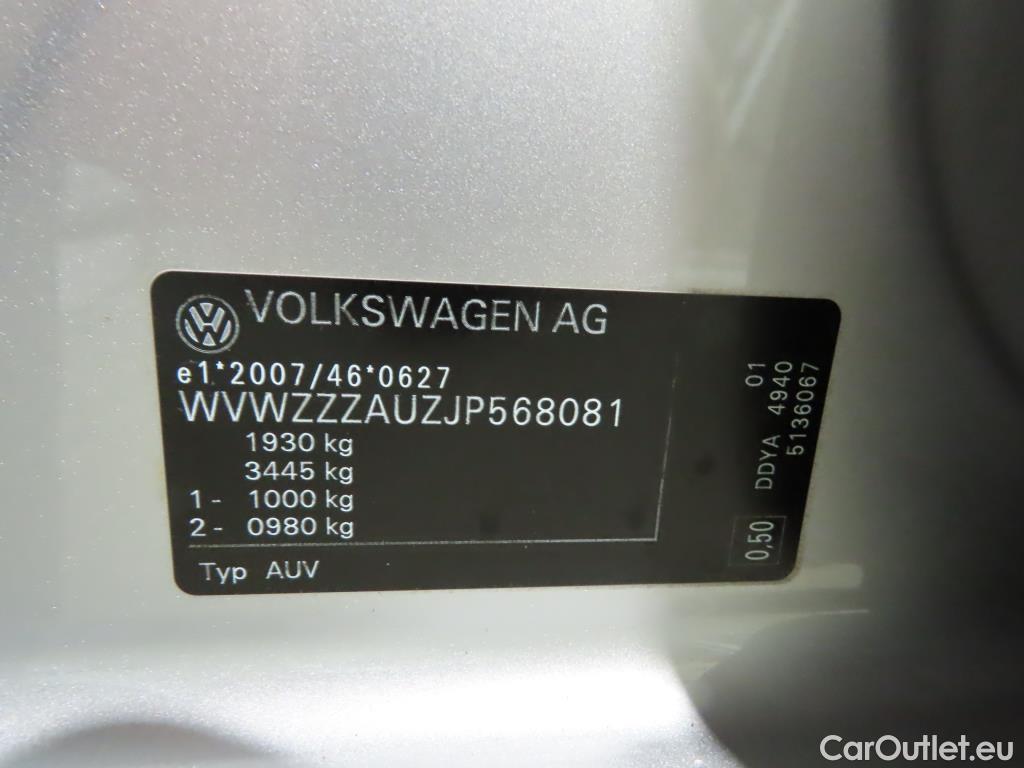 VOLKSWAGEN AG
e1*2007/46*0627
WVWZZZAUZJP568081
1930 kg
3445 kg
1 - 1000 kg
2 - 0980 kg
Typ AUV
01
DDYA 4940
5136067
0,50
CarOutlet.eu